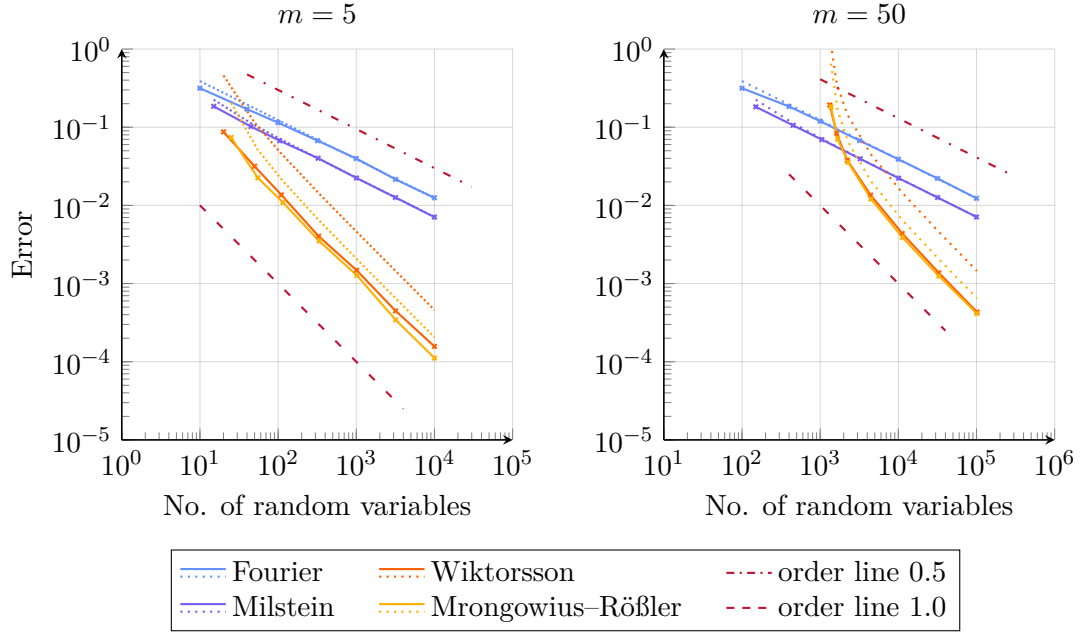 m = 5
m = 50
10^0
10^-1
10^-2
10^-3
10^-4
10^-5
Error
10^0 10^1 10^2 10^3 10^4 10^5
No. of random variables
10^0
10^-1
10^-2
10^-3
10^-4
10^-5
10^1 10^2 10^3 10^4 10^5 10^6
No. of random variables
Fourier Wiktorsson order line 0.5
Milstein Mrongowius–Rößler order line 1.0